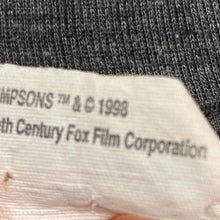 MPSONS ™ & © 1998
th Century Fox Film Corporation